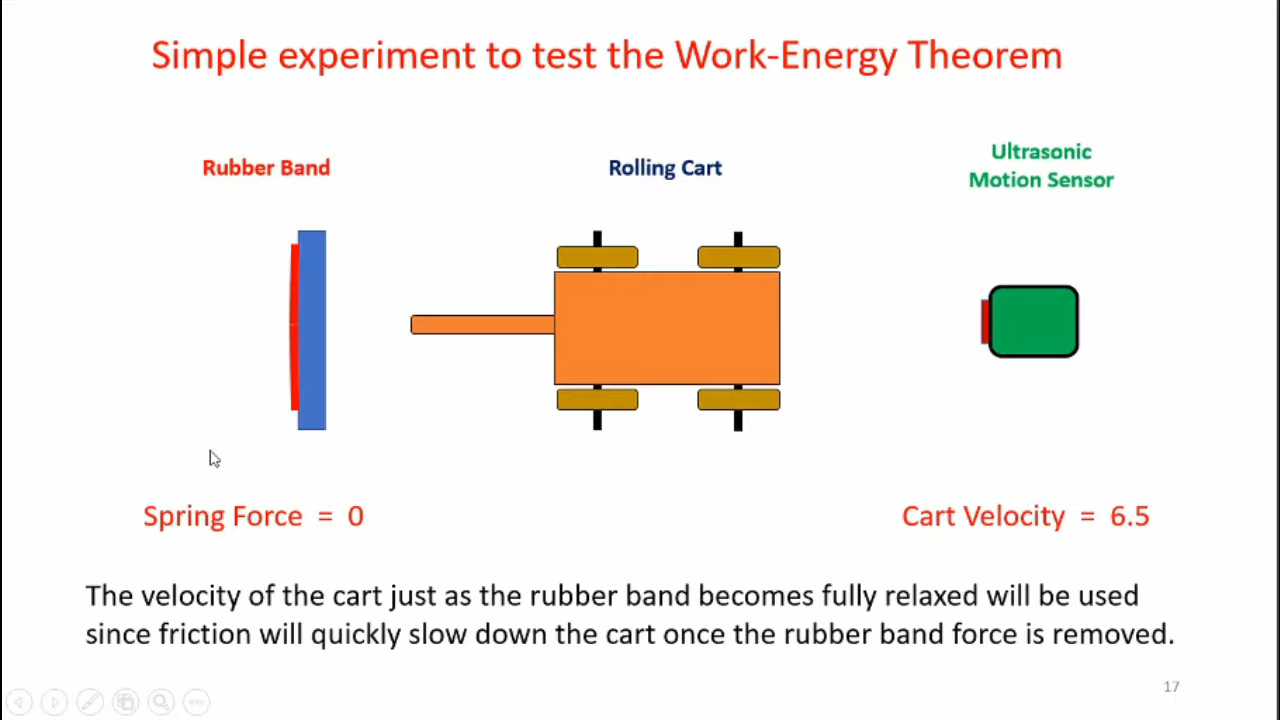 Simple experiment to test the Work-Energy Theorem
Rubber Band
Rolling Cart
Ultrasonic
Motion Sensor
Spring Force = 0
Cart Velocity = 6.5
The velocity of the cart just as the rubber band becomes fully relaxed will be used
since friction will quickly slow down the cart once the rubber band force is removed.
17